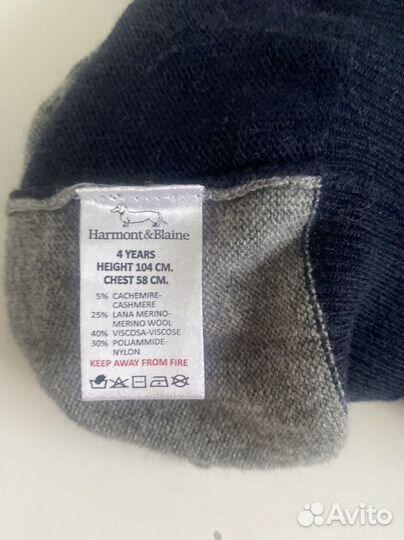 Harmont&Blaine
4 YEARS
HEIGHT 104 CM.
CHEST 58 CM.
5% CACHEMIRE-
CASHMERE
25% LANA MERINO-
MERINO WOOL
40% VISCOSA-VISCOSE
30% POLIAMMIDE-
NYLON
KEEP AWAY FROM FIRE
Avito